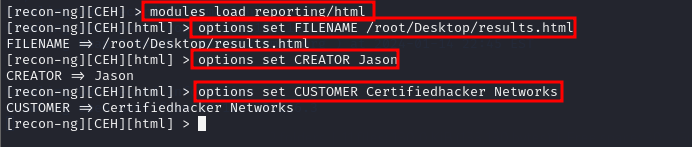 [recon-ng][CEH] > modules load reporting/html
[recon-ng][CEH][html] > options set FILENAME /root/Desktop/results.html
FILENAME ⇒ /root/Desktop/results.html
[recon-ng][CEH][html] > options set CREATOR Jason
CREATOR ⇒ Jason
[recon-ng][CEH][html] > options set CUSTOMER Certifiedhacker Networks
CUSTOMER ⇒ Certifiedhacker Networks
[recon-ng][CEH][html] >